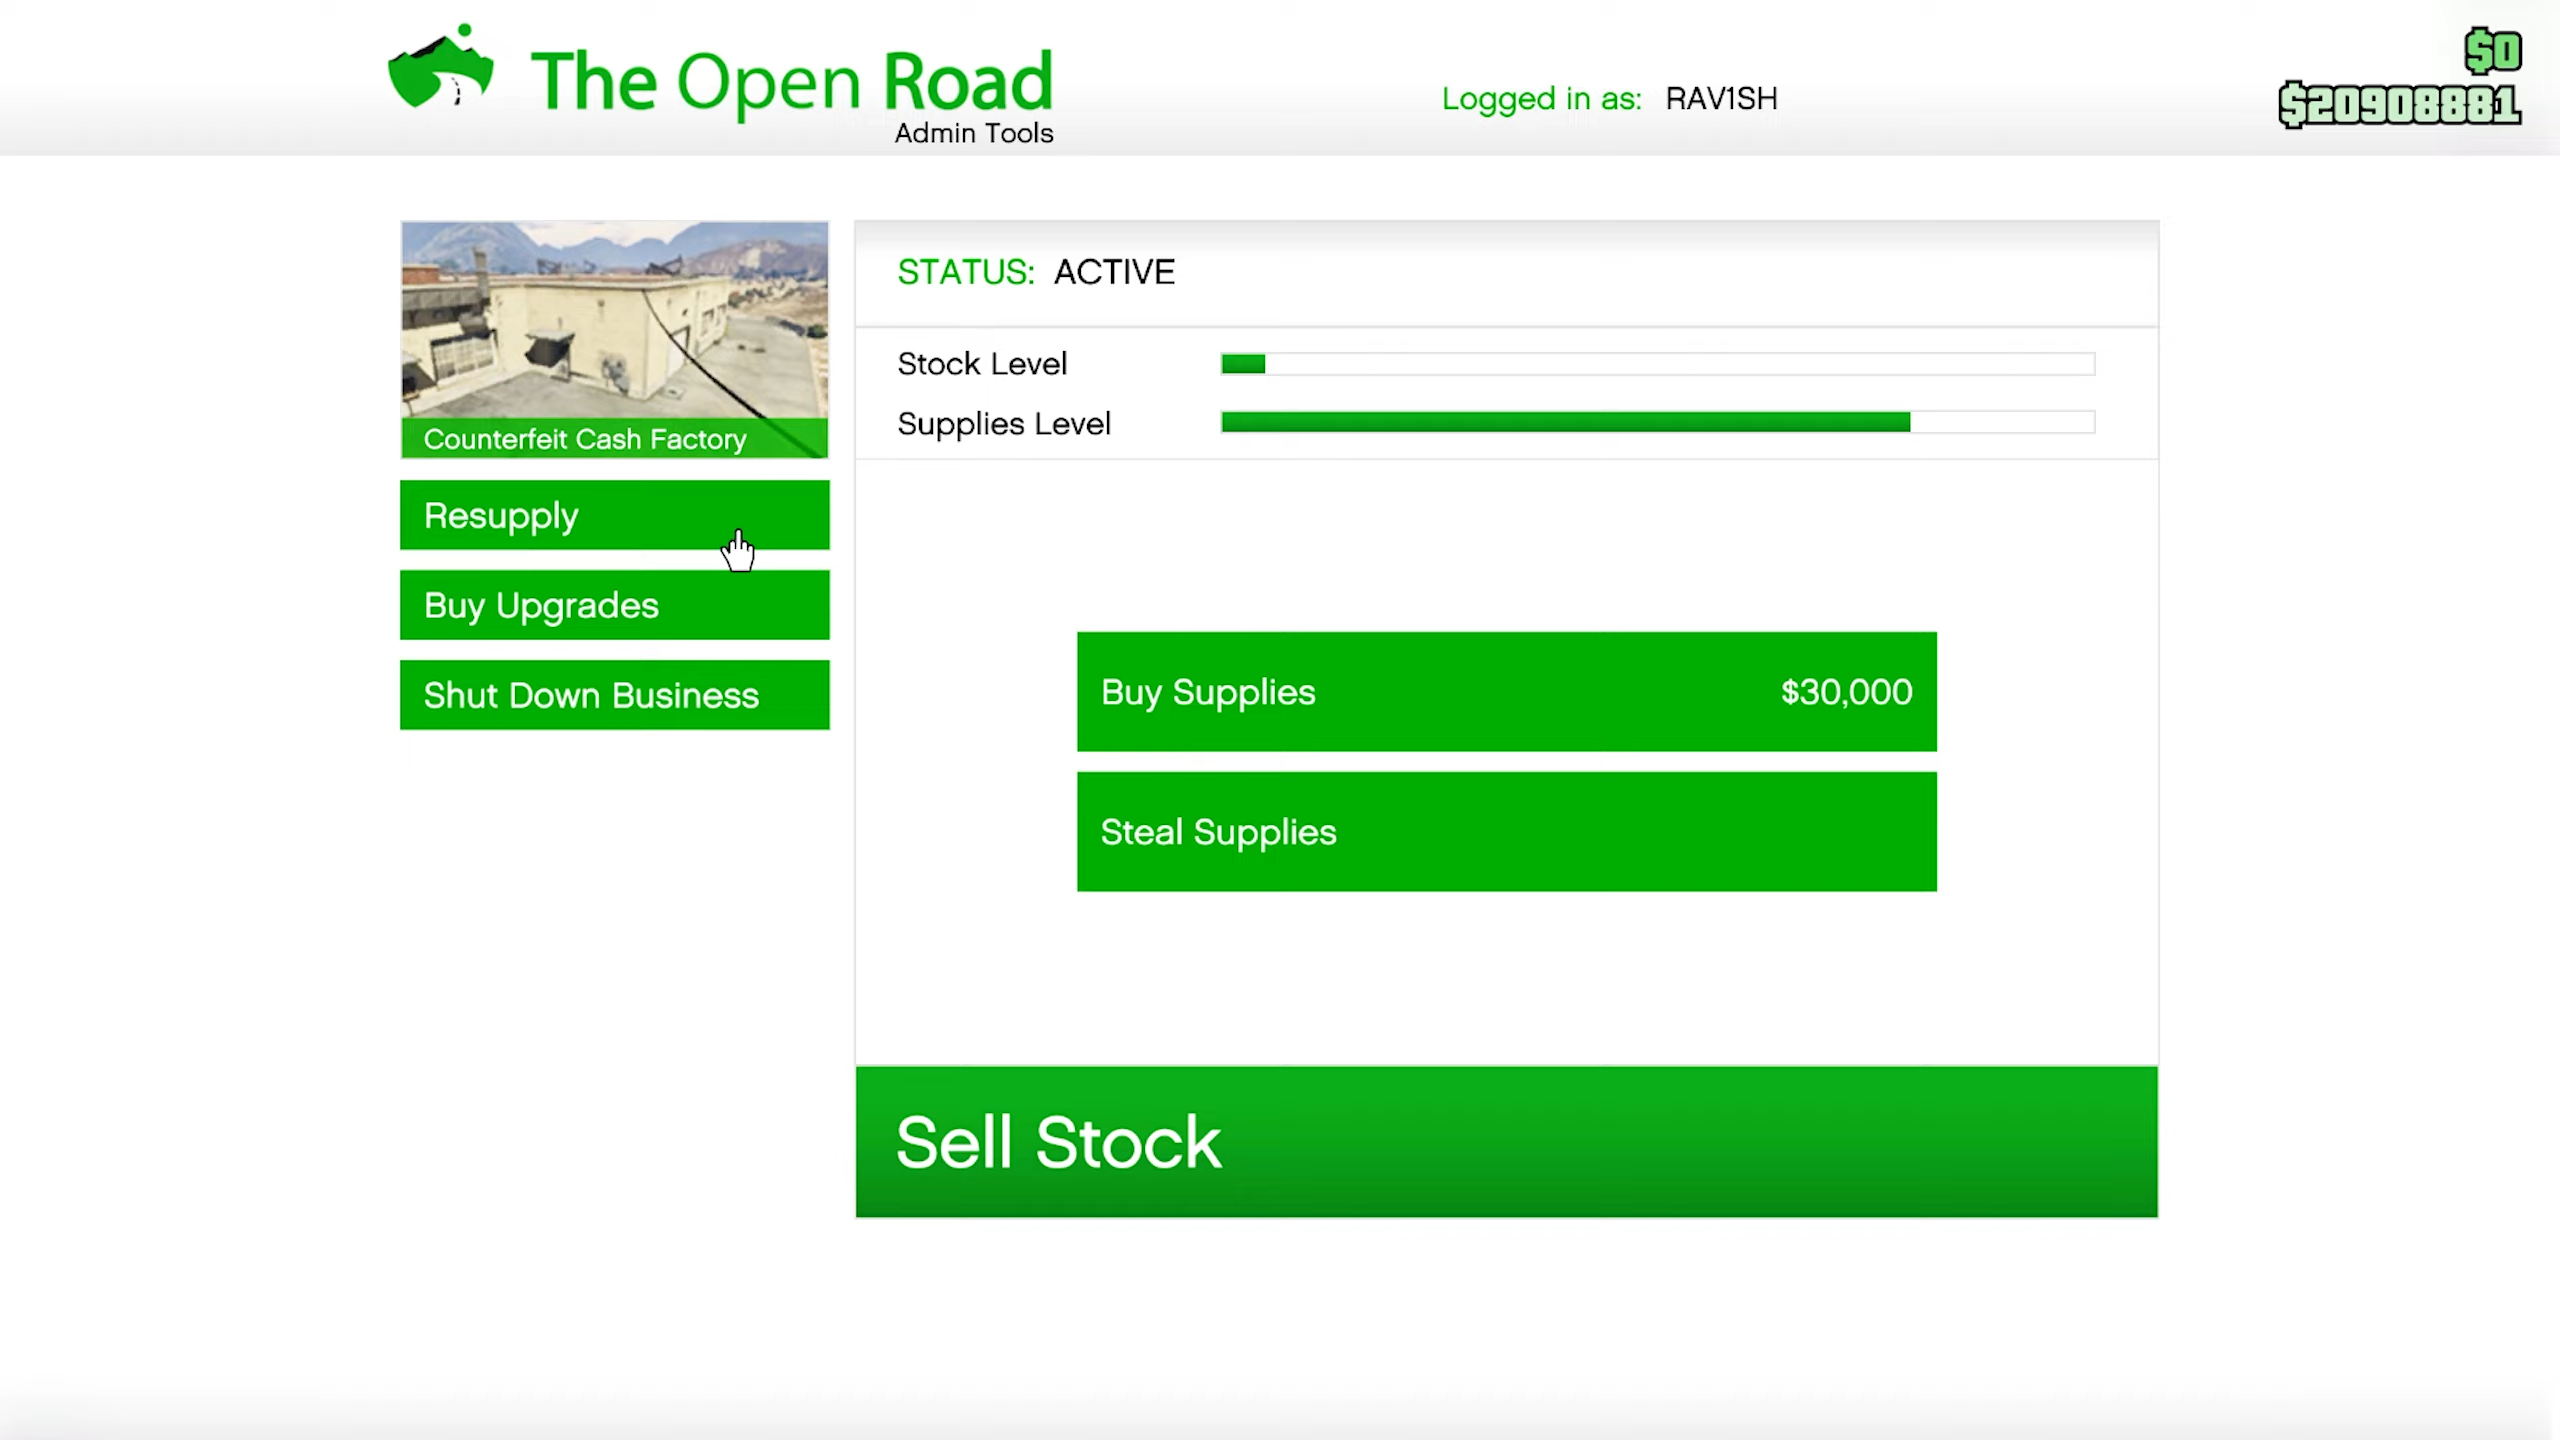 The Open Road
Admin Tools
Logged in as: RAV1SH
$0
$20908881
Counterfeit Cash Factory
Resupply
Buy Upgrades
Shut Down Business
STATUS: ACTIVE
Stock Level
Supplies Level
Buy Supplies $30,000
Steal Supplies
Sell Stock